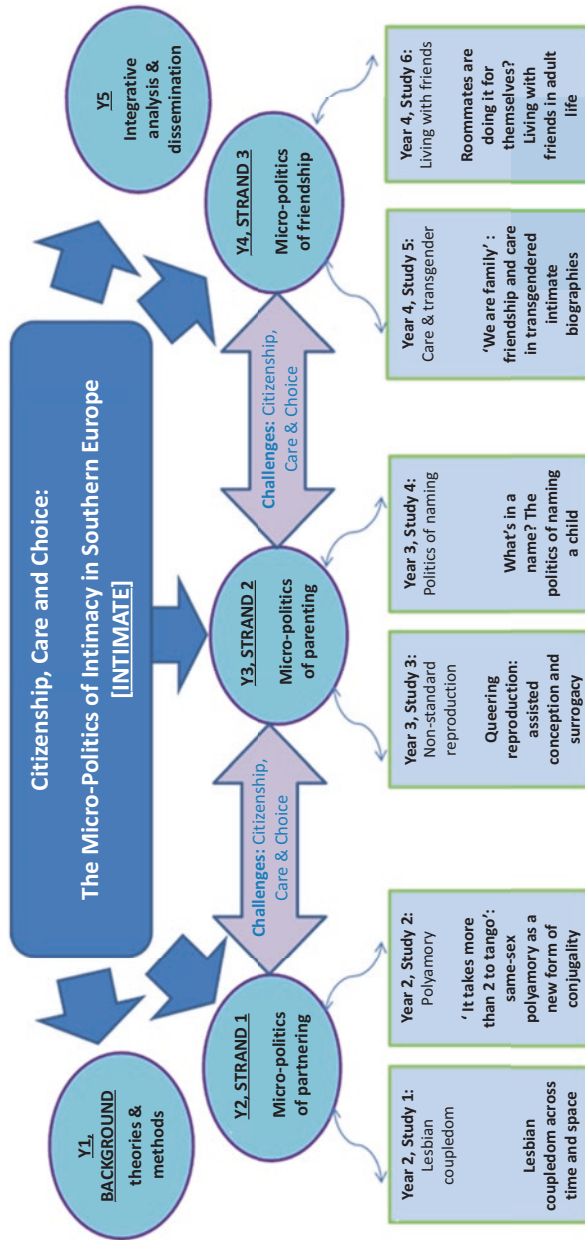 Citizenship, Care and Choice:
The Micro-Politics of Intimacy in Southern Europe
[INTIMATE]
Y1,
BACKGROUND
theories &
methods
Y2, STRAND 1
Micro-politics
of partnering
Challenges: Citizenship,
Care & Choice
Y3, STRAND 2
Micro-politics
of parenting
Challenges: Citizenship,
Care & Choice
Y4, STRAND 3
Micro-politics
of friendship
Y5
Integrative
analysis &
dissemination
Year 2, Study 1:
Lesbian
coupledom
Lesbian
coupledom across
time and space
Year 2, Study 2:
Polyamory
' It takes more
than 2 to tango':
same-sex
polyamory as a
new form of
conjugality
Year 3, Study 3:
Non-standard
reproduction
Queering
reproduction:
assisted
conception and
surrogacy
Year 3, Study 4:
Politics of naming
What's in a
name? The
politics of naming
a child
Year 4, Study 5:
Care & transgender
'We are family' :
friendship and care
in transgendered
intimate
biographies
Year 4, Study 6:
Living with friends
Roommates are
doing it for
themselves?
Living with
friends in adult
life